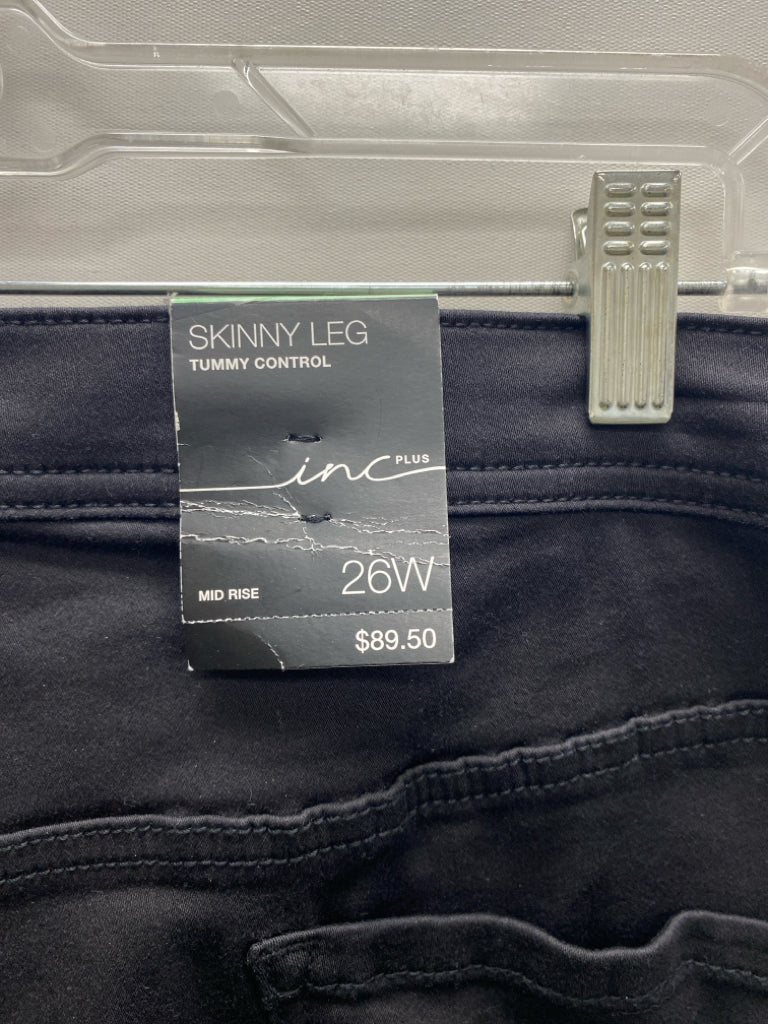 SKINNY LEG
TUMMY CONTROL
inc PLUS
MID RISE 26W
$89.50